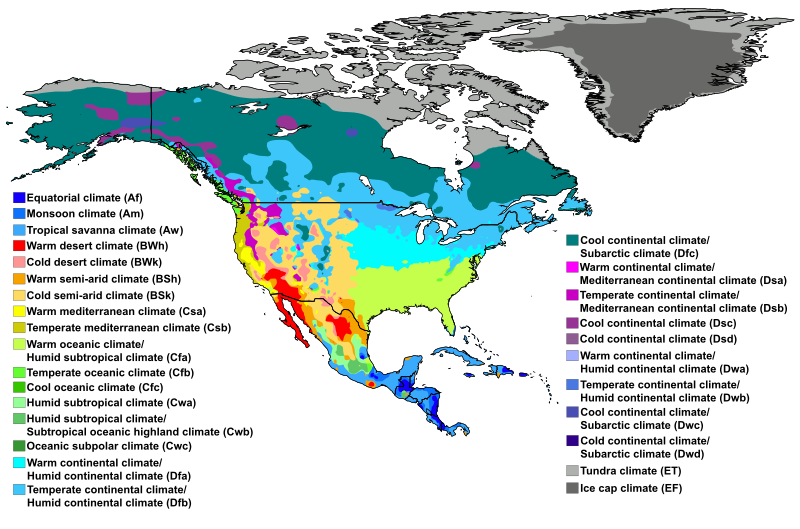 Equatorial climate (Af)
Monsoon climate (Am)
Tropical savanna climate (Aw)
Warm desert climate (BWh)
Cold desert climate (BWk)
Warm semi-arid climate (BSh)
Cold semi-arid climate (BSk)
Warm mediterranean climate (Csa)
Temperate mediterranean climate (Csb)
Warm oceanic climate/
Humid subtropical climate (Cfa)
Temperate oceanic climate (Cfb)
Cool oceanic climate (Cfc)
Humid subtropical climate (Cwa)
Humid subtropical climate/
Subtropical oceanic highland climate (Cwb)
Oceanic subpolar climate (Cwc)
Warm continental climate/
Humid continental climate (Dfa)
Temperate continental climate/
Humid continental climate (Dfb)
Cool continental climate/
Subarctic climate (Dfc)
Warm continental climate/
Mediterranean continental climate (Dsa)
Temperate continental climate/
Mediterranean continental climate (Dsb)
Cool continental climate (Dsc)
Cold continental climate (Dsd)
Warm continental climate/
Humid continental climate (Dwa)
Temperate continental climate/
Humid continental climate (Dwb)
Cool continental climate/
Subarctic climate (Dwc)
Cold continental climate/
Subarctic climate (Dwd)
Tundra climate (ET)
Ice cap climate (EF)